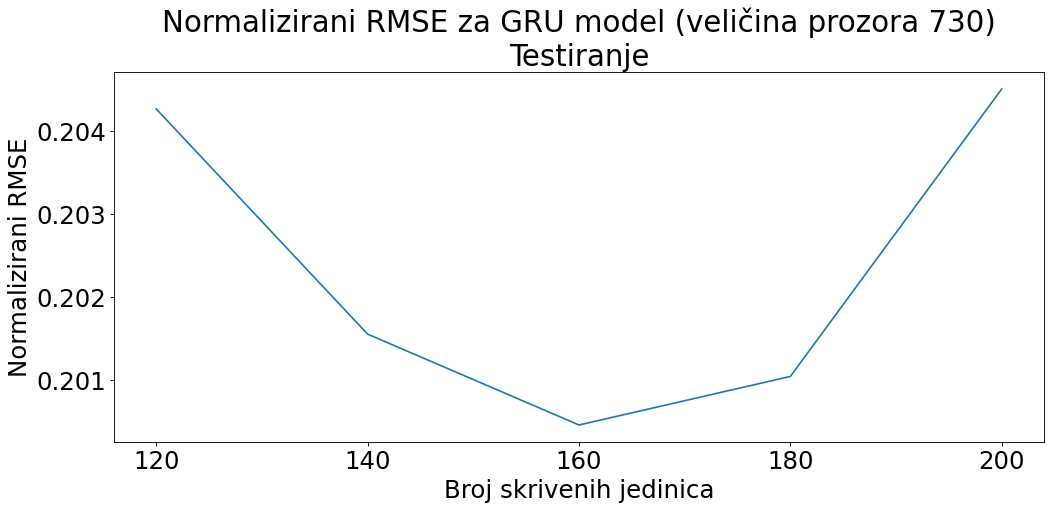 Normalizirani RMSE za GRU model (veličina prozora 730)
Testiranje
Normalizirani RMSE
0.204
0.203
0.202
0.201
120 140 160 180 200
Broj skrivenih jedinica